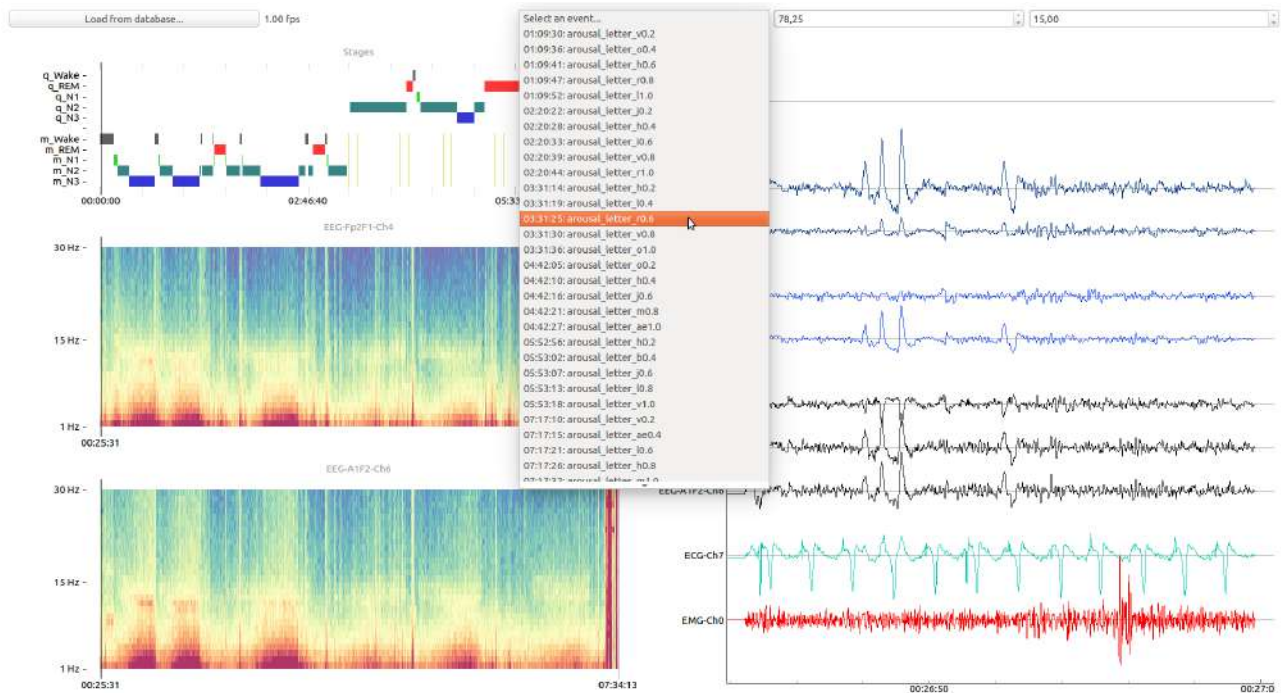 Load from database...
1.00 fps
Select an event...
78,25
15,00
Stages
q_Wake
q_REM
q_N1
q_N2
q_N3
m_Wake
m_REM
m_N1
m_N2
m_N3
00:00:00
02:46:40
05:33
01:09:30: arousal_letter_v0.2
01:09:36: arousal_letter_o0.4
01:09:41: arousal_letter_h0.6
01:09:47: arousal_letter_r0.8
01:09:52: arousal_letter_l1.0
02:20:22: arousal_letter_j0.2
02:20:28: arousal_letter_h0.4
02:20:33: arousal_letter_l0.6
02:20:39: arousal_letter_v0.8
02:20:44: arousal_letter_r1.0
03:31:14: arousal_letter_h0.2
03:31:19: arousal_letter_l0.4
03:31:25: arousal_letter_r0.6
03:31:30: arousal_letter_v0.8
03:31:36: arousal_letter_o1.0
04:42:05: arousal_letter_o0.2
04:42:10: arousal_letter_h0.4
04:42:16: arousal_letter_j0.6
04:42:21: arousal_letter_m0.8
04:42:27: arousal_letter_ae1.0
05:52:56: arousal_letter_h0.2
05:53:02: arousal_letter_b0.4
05:53:07: arousal_letter_j0.6
05:53:13: arousal_letter_l0.8
05:53:18: arousal_letter_v1.0
07:17:10: arousal_letter_v0.2
07:17:15: arousal_letter_ae0.4
07:17:21: arousal_letter_l0.6
07:17:26: arousal_letter_h0.8
07:17:32: arousal_letter_m1.0
EEG-Fp2F1-Ch4
30 Hz
15 Hz
1 Hz
00:25:31
EEG-A1F2-Ch6
30 Hz
15 Hz
1 Hz
00:25:31
07:34:13
EEG-A1F2-Ch6
ECG-Ch7
EMG-Ch0
00:26:50
00:27:0